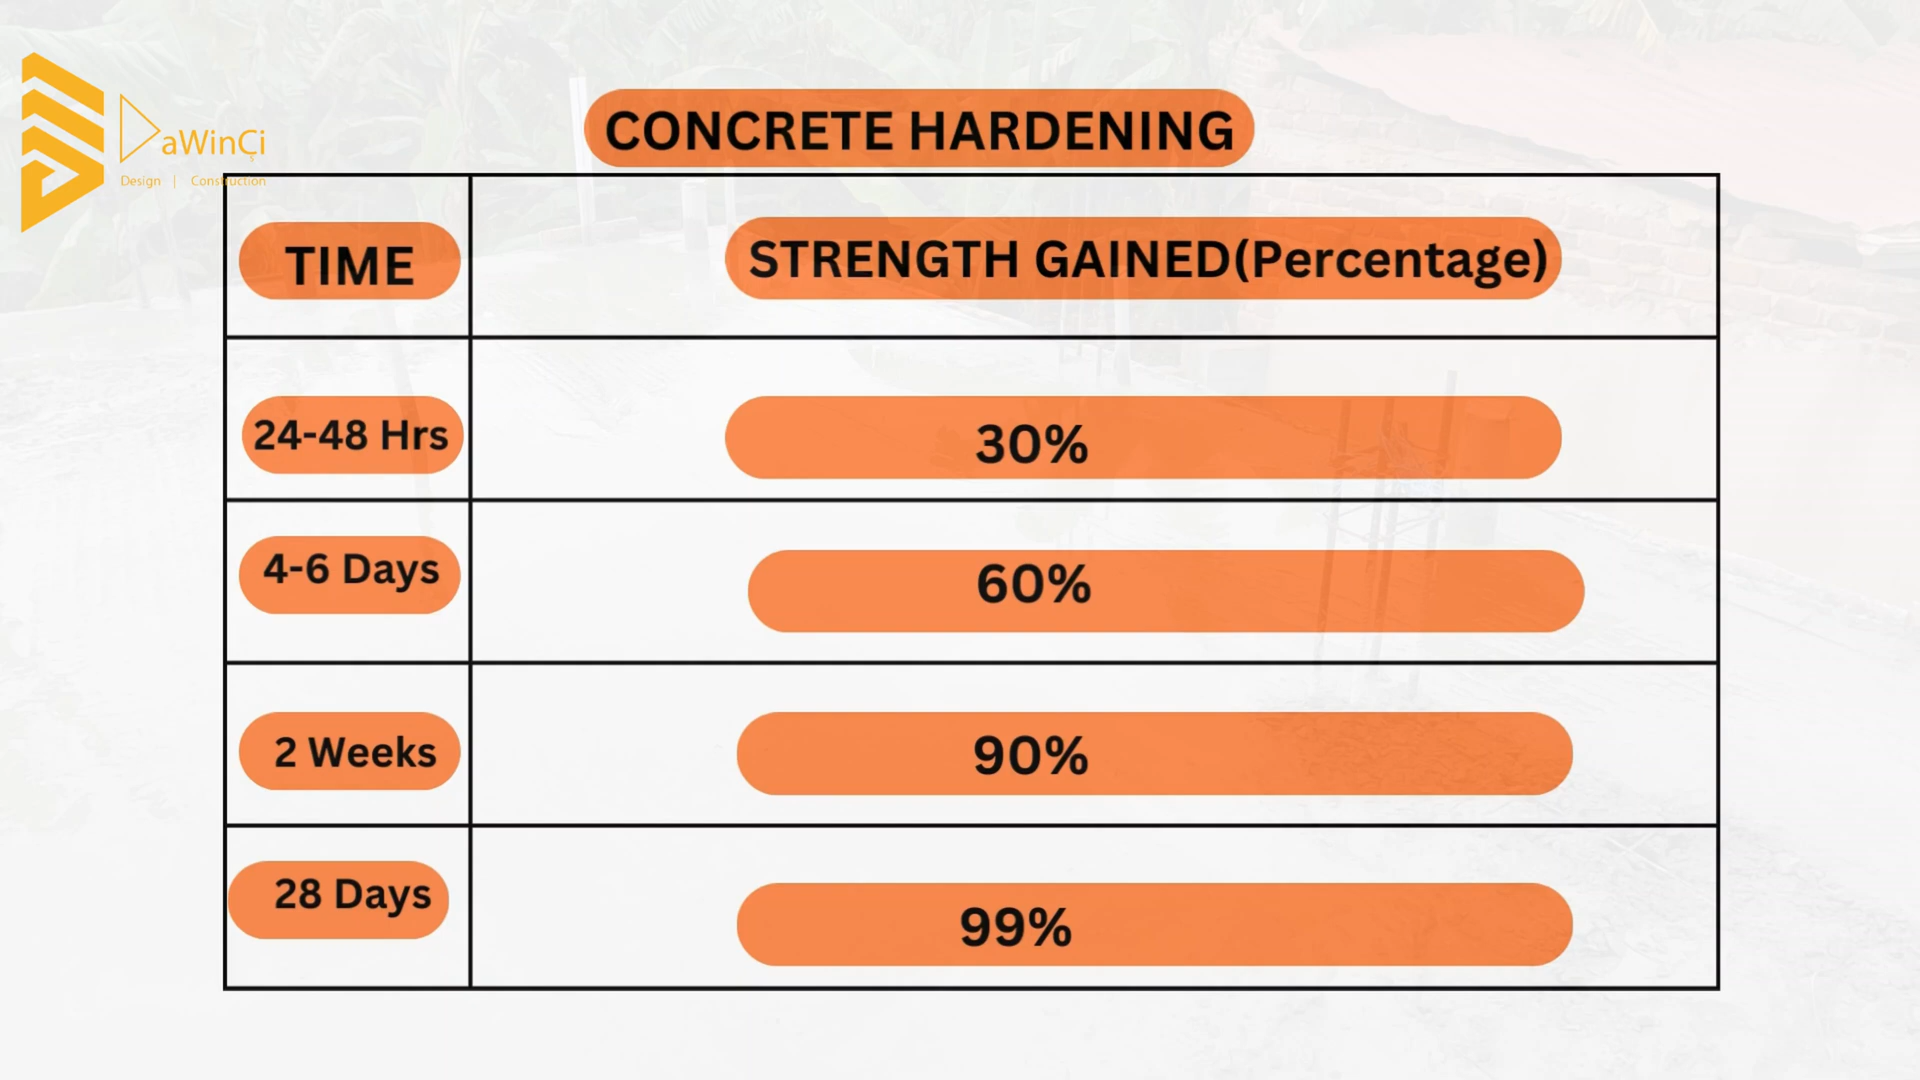 DaWinÇi
Design | Construction
CONCRETE HARDENING
TIME
STRENGTH GAINED(Percentage)
24-48 Hrs
30%
4-6 Days
60%
2 Weeks
90%
28 Days
99%